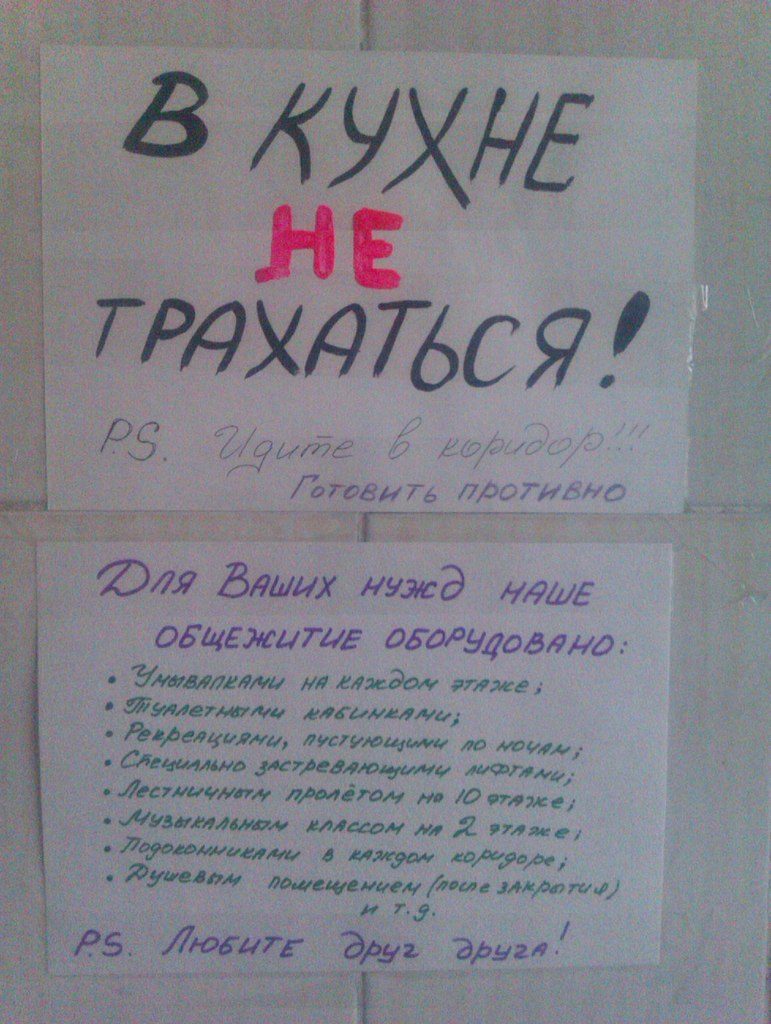 В КУХНЕ
НЕ
ТРАХАТЬСЯ!
P.S. Идите в коридор!!!
Готовить противно
Для Ваших нужд наше
общежитие оборудовано:
• Умывалками на каждом этаже;
• Туалетными кабинками;
• Рекреациями, пустующими по ночам;
• Специально застревающими лифтами;
• Лестничным пролётом на 10 этаже;
• Музыкальным классом на 2 этаже;
• Подоконниками в каждом коридоре;
• Душевым помещением (после закрытия)
и т.д.
P.S. Любите друг друга!